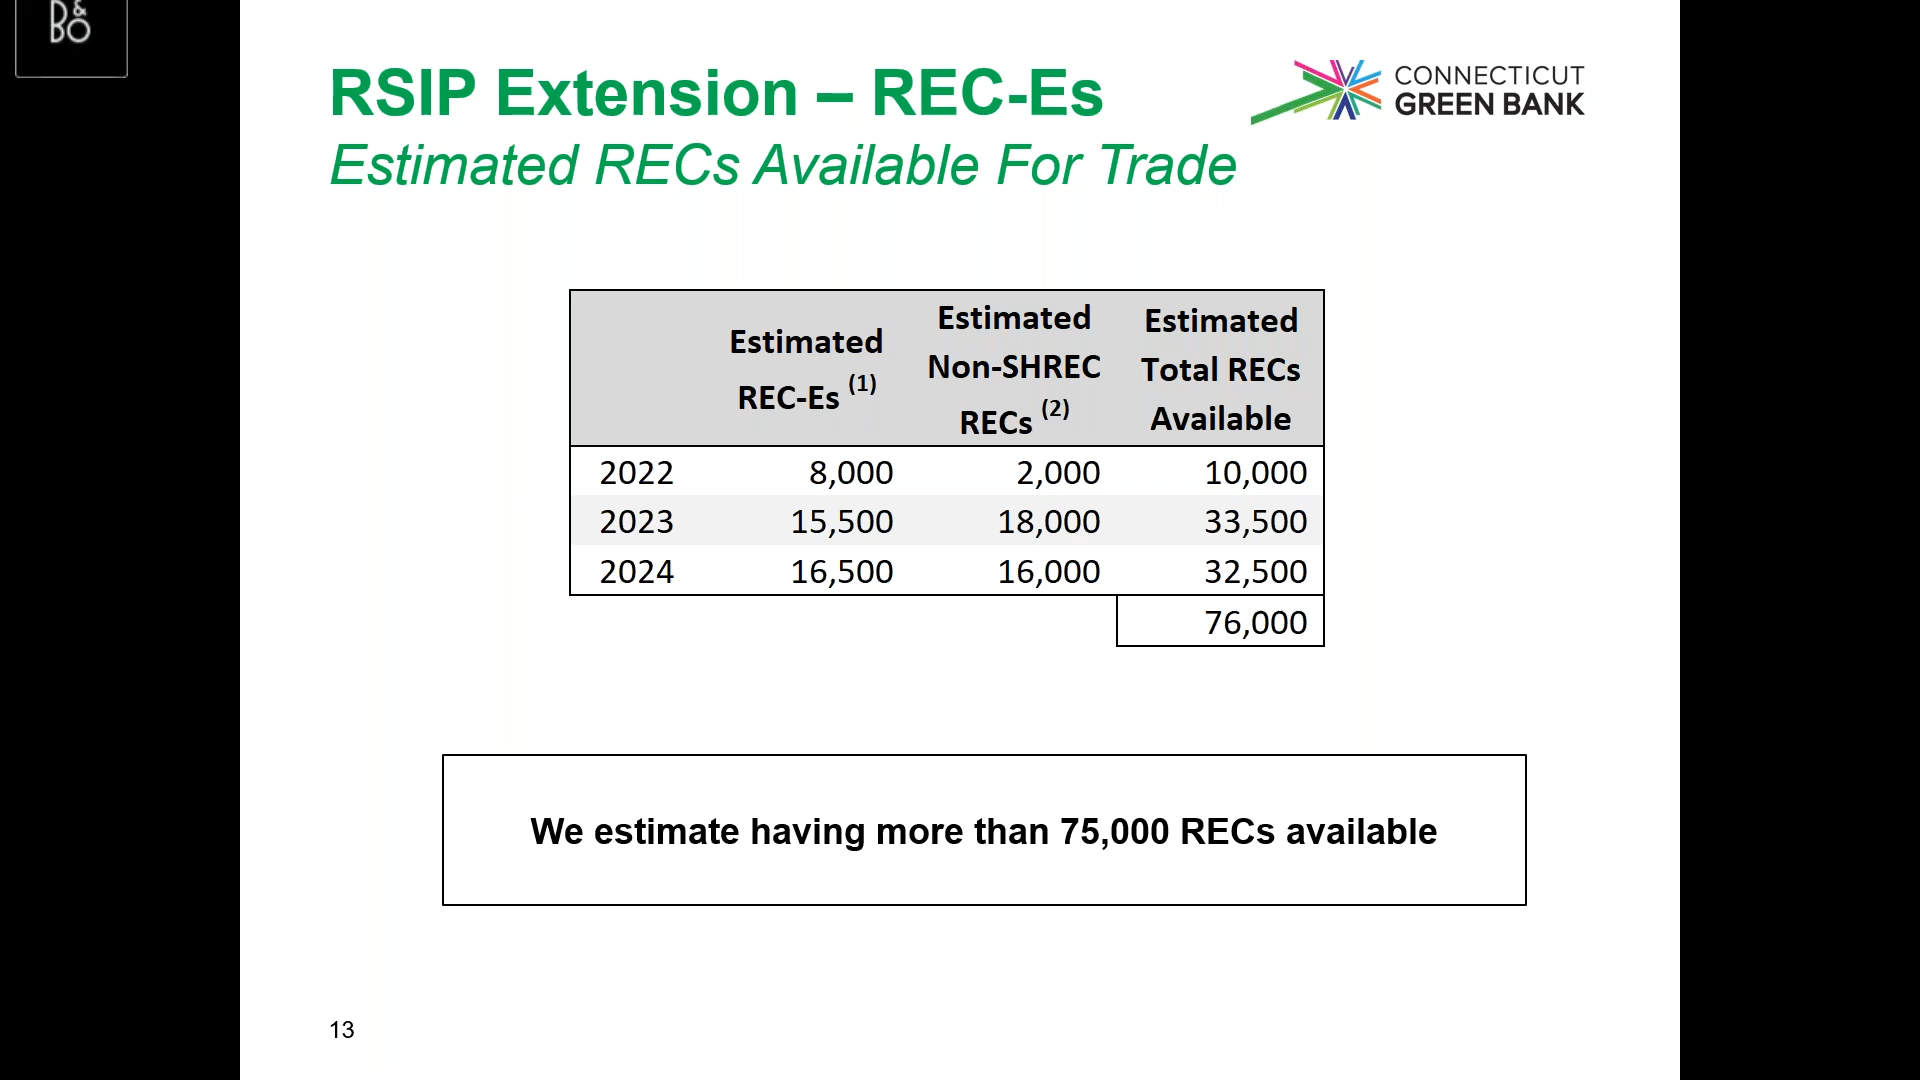 B&O
RSIP Extension – REC-Es
Estimated RECs Available For Trade
CONNECTICUT
GREEN BANK
Estimated REC-Es (1) Estimated Non-SHREC RECs (2) Estimated Total RECs Available
2022 8,000 2,000 10,000
2023 15,500 18,000 33,500
2024 16,500 16,000 32,500
76,000
We estimate having more than 75,000 RECs available
13